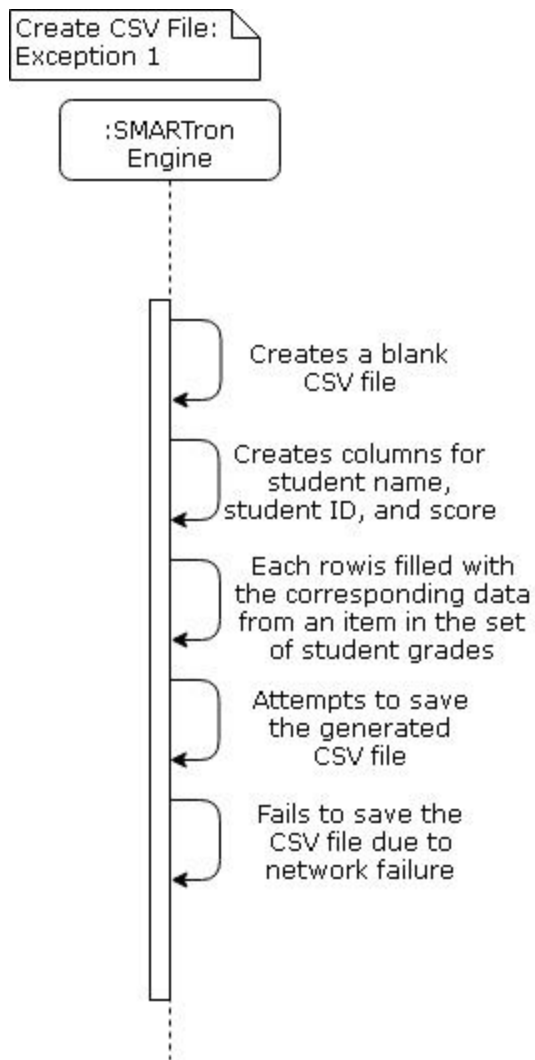 Create CSV File:
Exception 1
:SMARTron
Engine
Creates a blank
CSV file
Creates columns for
student name,
student ID, and score
Each rowis filled with
the corresponding data
from an item in the set
of student grades
Attempts to save
the generated
CSV file
Fails to save the
CSV file due to
network failure